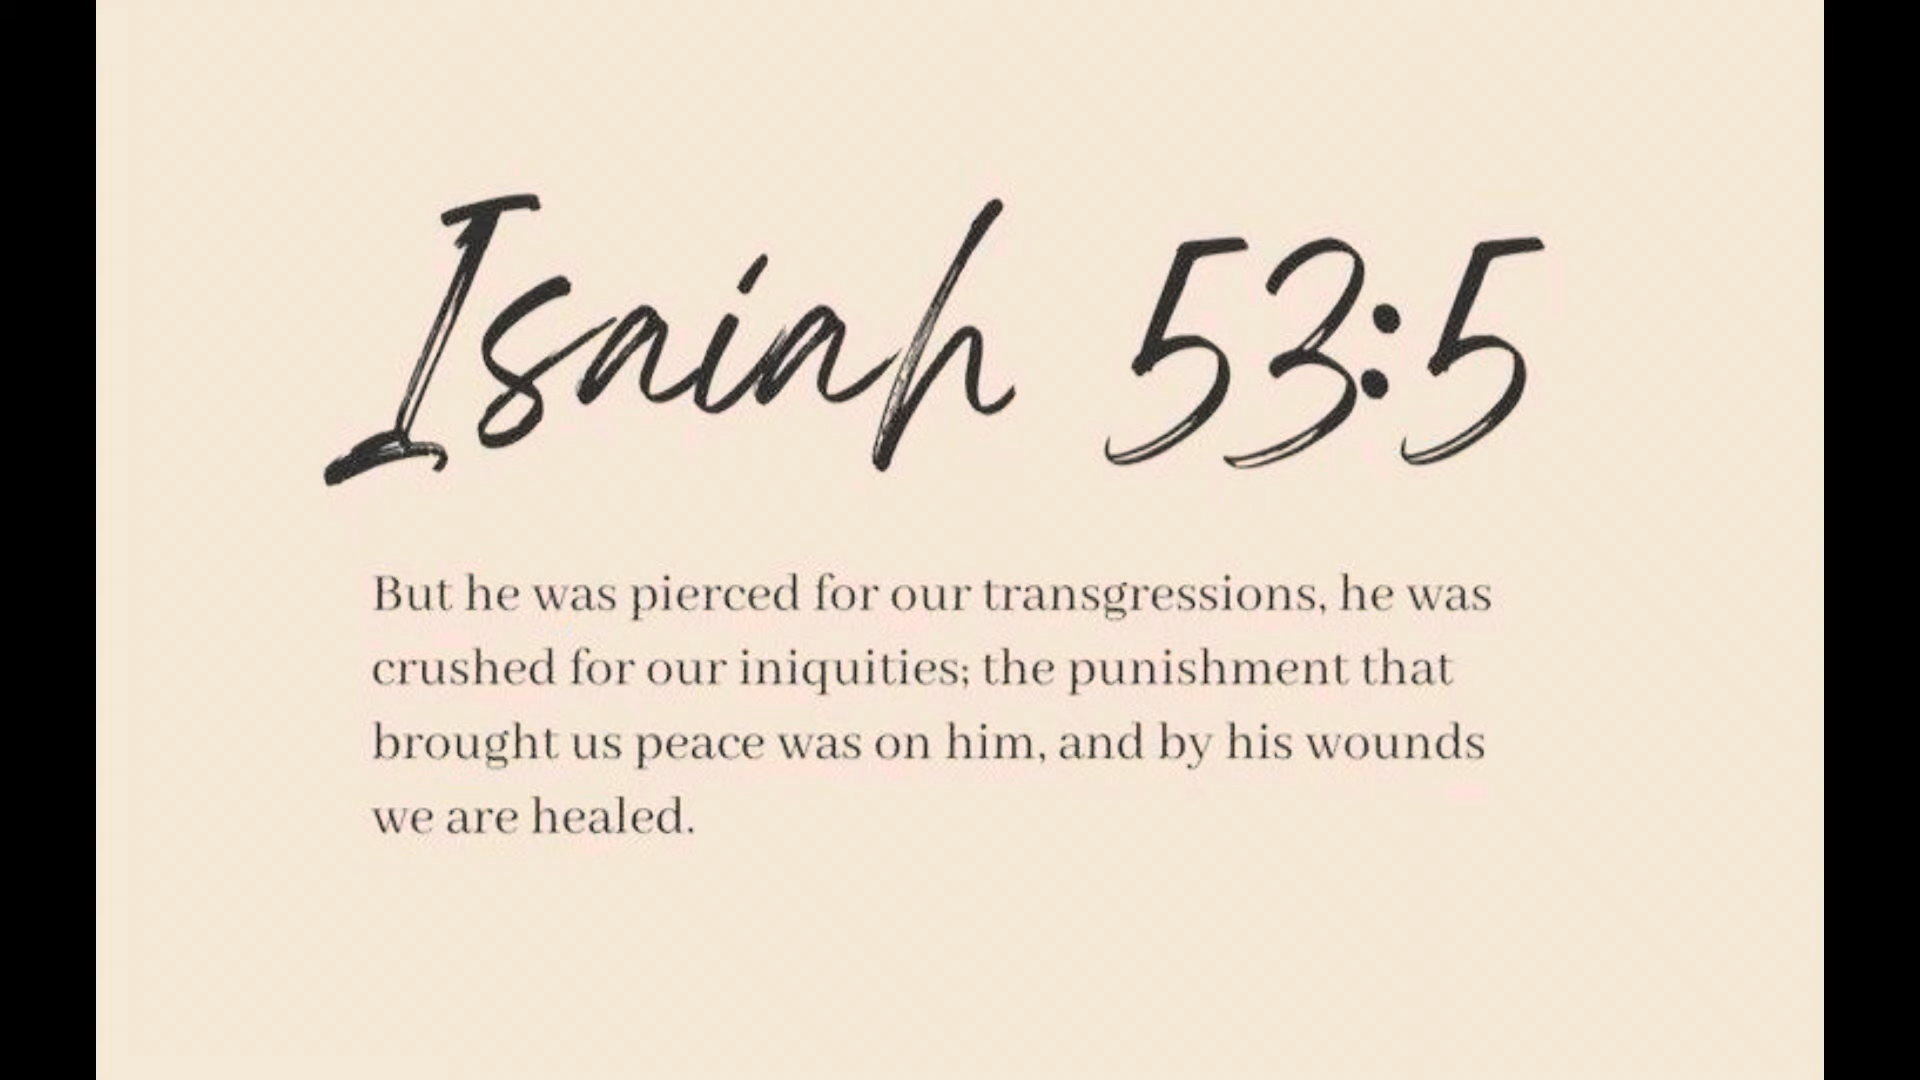 Isaiah 53:5
But he was pierced for our transgressions, he was
crushed for our iniquities; the punishment that
brought us peace was on him, and by his wounds
we are healed.